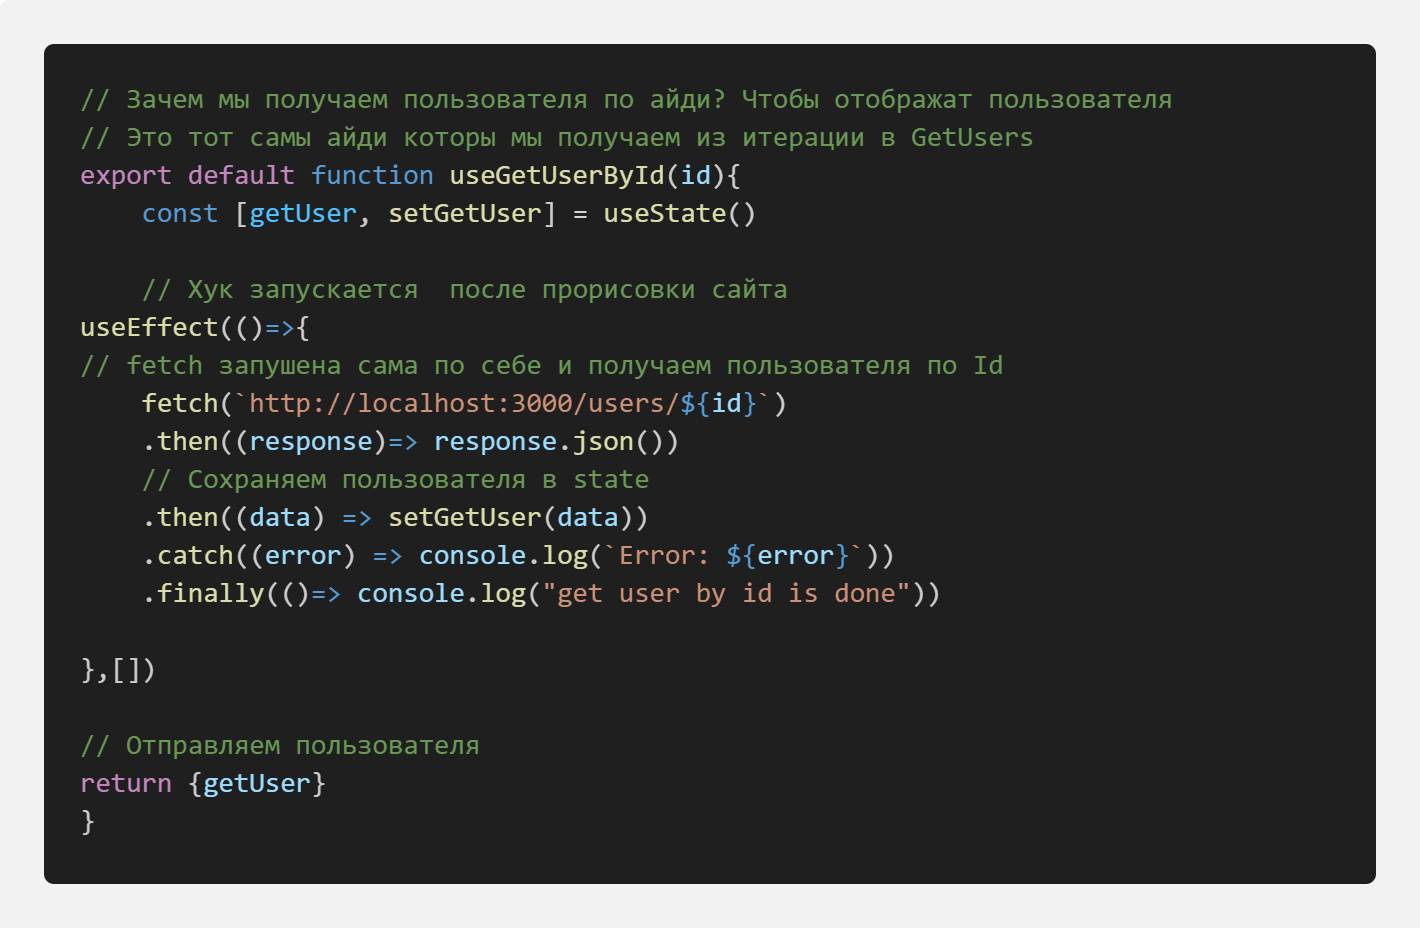 // Зачем мы получаем пользователя по айди? Чтобы отображат пользователя
// Это тот самы айди которы мы получаем из итерации в GetUsers
export default function useGetUserById(id){
    const [getUser, setGetUser] = useState()

    // Хук запускается  после прорисовки сайта
useEffect(()=>{
// fetch запушена сама по себе и получаем пользователя по Id
    fetch(`http://localhost:3000/users/${id}`)
    .then((response)=> response.json())
    // Сохраняем пользователя в state
    .then((data) => setGetUser(data))
    .catch((error) => console.log(`Error: ${error}`))
    .finally(()=> console.log("get user by id is done"))

},[])

// Отправляем пользователя
return {getUser}
}